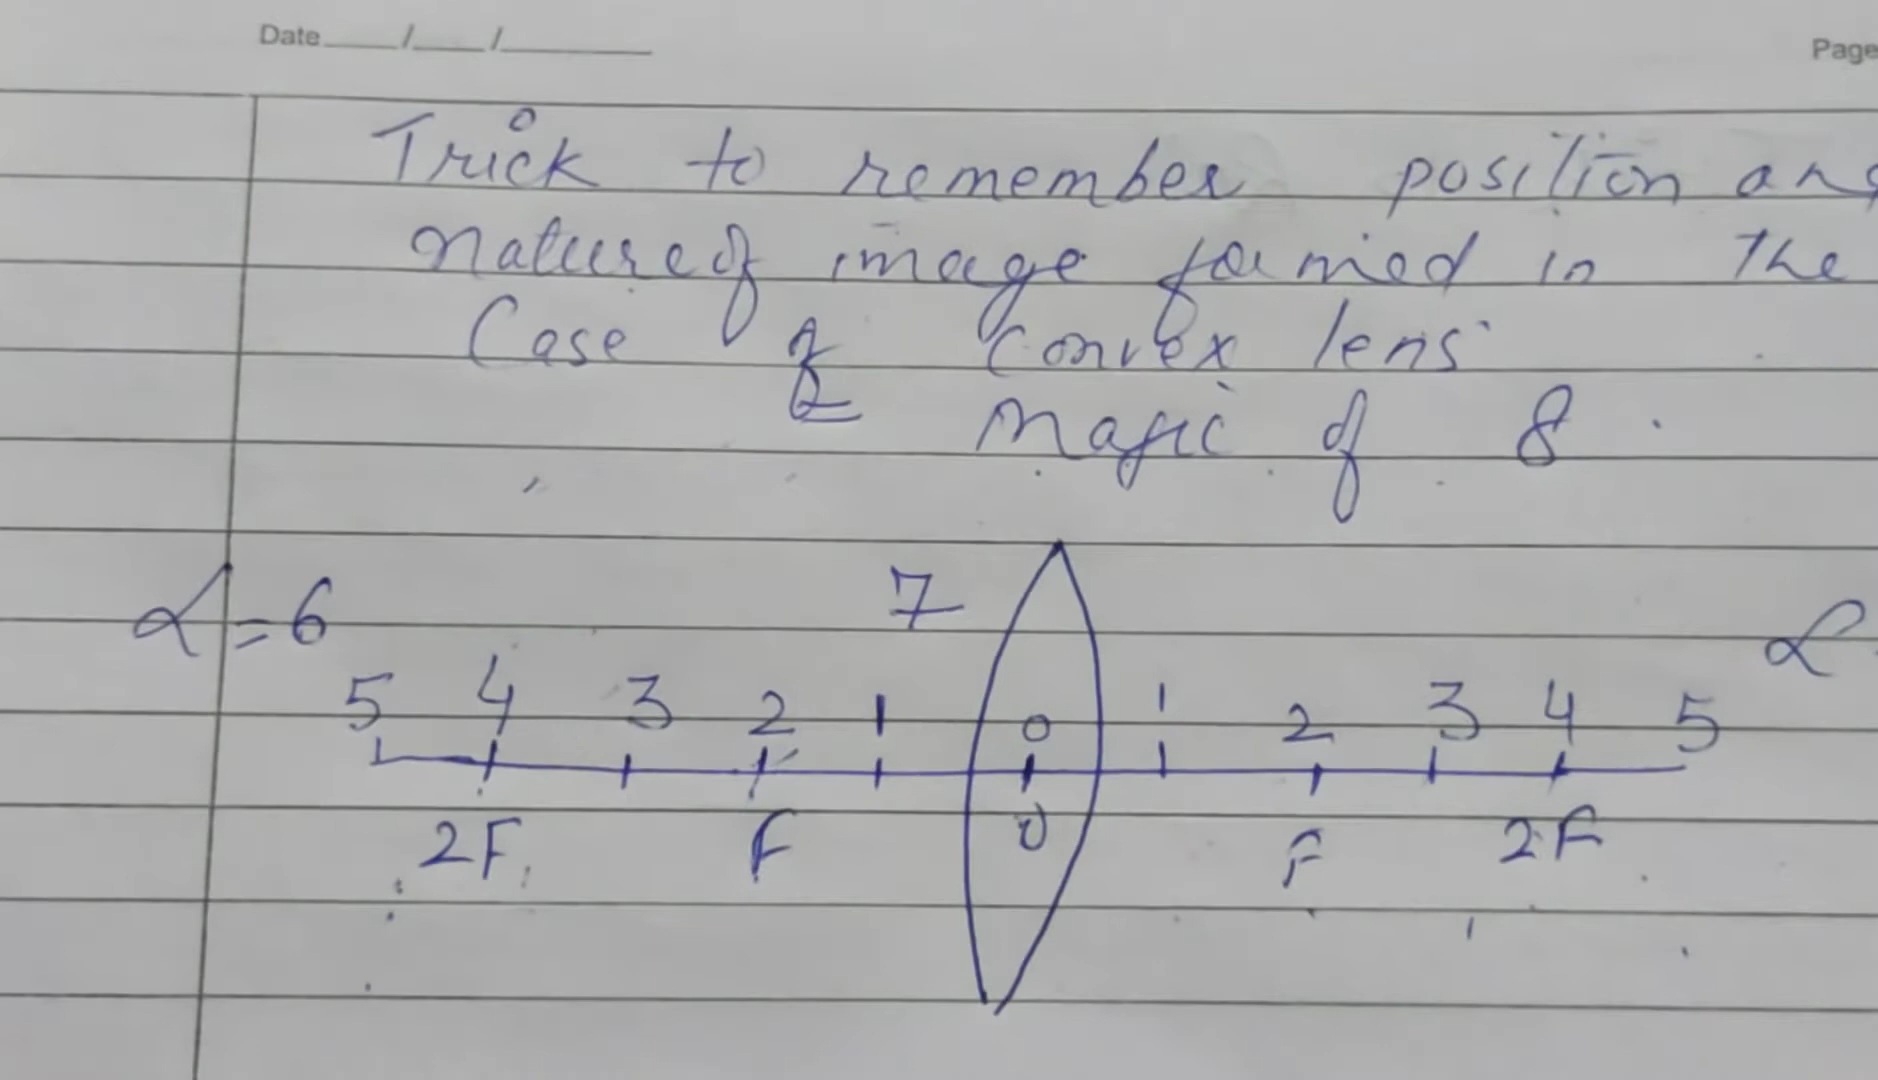 Date / /
Page
Trick to remember position and
nature of image formed in the
Case of Convex lens
Magic of 8
7
∝=6
∝
5 4 3 2 1 0 1 2 3 4 5
2F F O F 2F